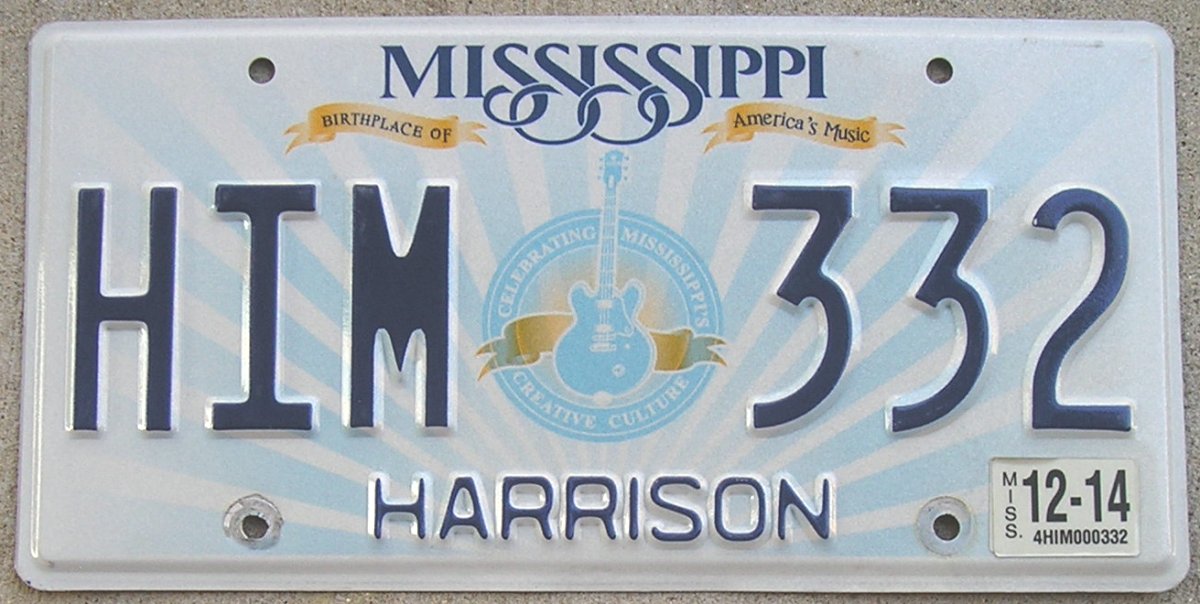 MISSISSIPPI
BIRTHPLACE OF America's Music
HIM 332
CELEBRATING MISSISSIPPI'S
CREATIVE CULTURE
HARRISON
MISS.
12-14
4HIM000332